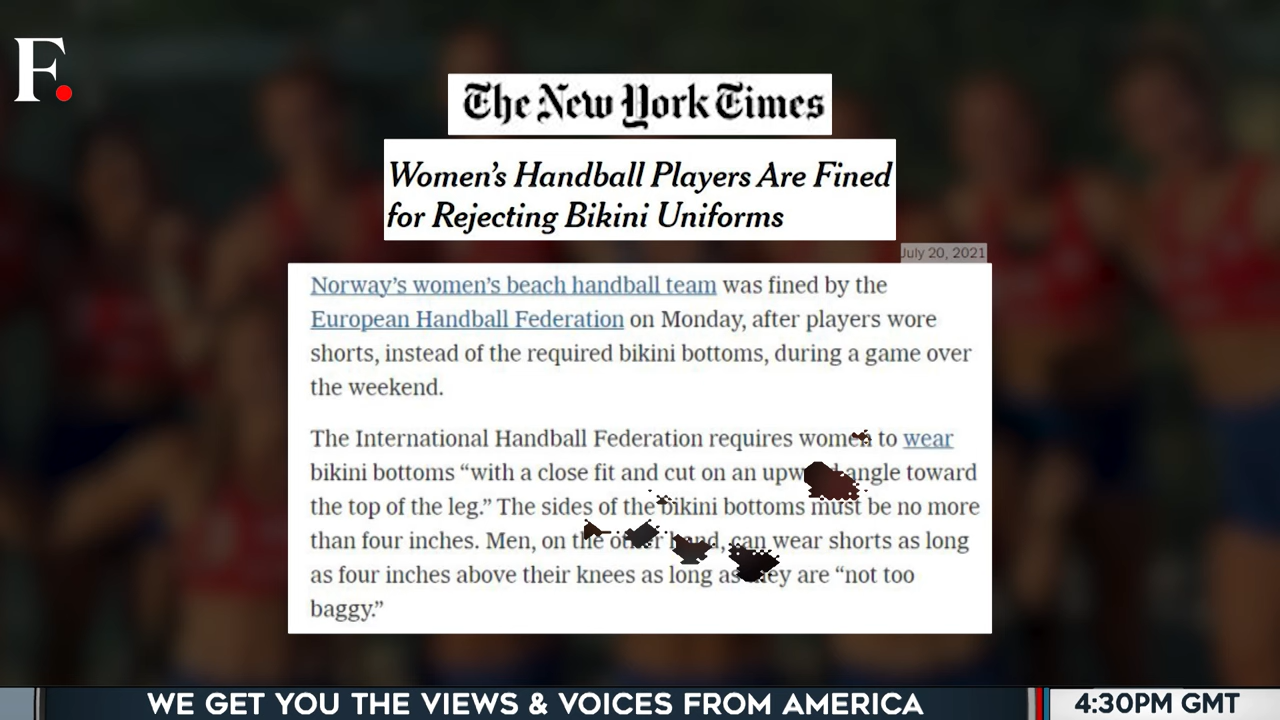 F.
The New York Times
Women’s Handball Players Are Fined
for Rejecting Bikini Uniforms
July 20, 2021
Norway’s women’s beach handball team was fined by the
European Handball Federation on Monday, after players wore
shorts, instead of the required bikini bottoms, during a game over
the weekend.
The International Handball Federation requires women to wear
bikini bottoms “with a close fit and cut on an angle toward
the top of the leg.” The sides of the bikini bottoms must be no more
than four inches. Men, on the can wear shorts as long
as four inches above their knees as long as they are “not too
baggy.”
WE GET YOU THE VIEWS & VOICES FROM AMERICA
4:30PM GMT